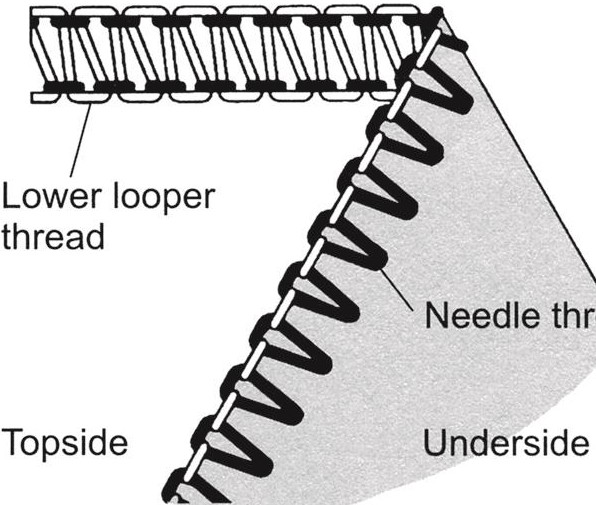 Lower looper
thread
Needle thr
Topside
Underside